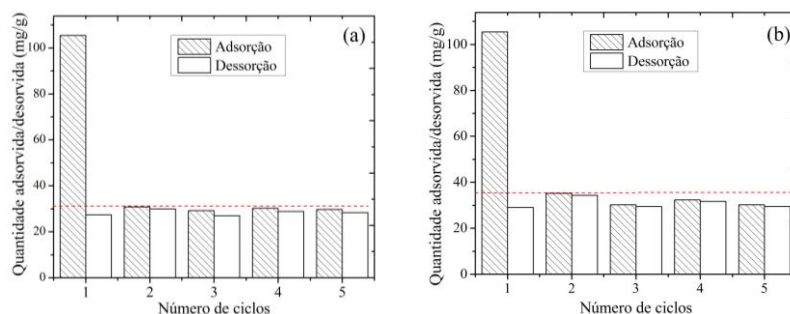 Quantidade adsorvida/desorvida (mg/g)
100
80
60
40
20
0
(a)
Adsorção
Dessorção
1 2 3 4 5
Número de ciclos
Quantidade adsorvida/desorvida (mg/g)
100
80
60
40
20
0
(b)
Adsorção
Dessorção
1 2 3 4 5
Número de ciclos